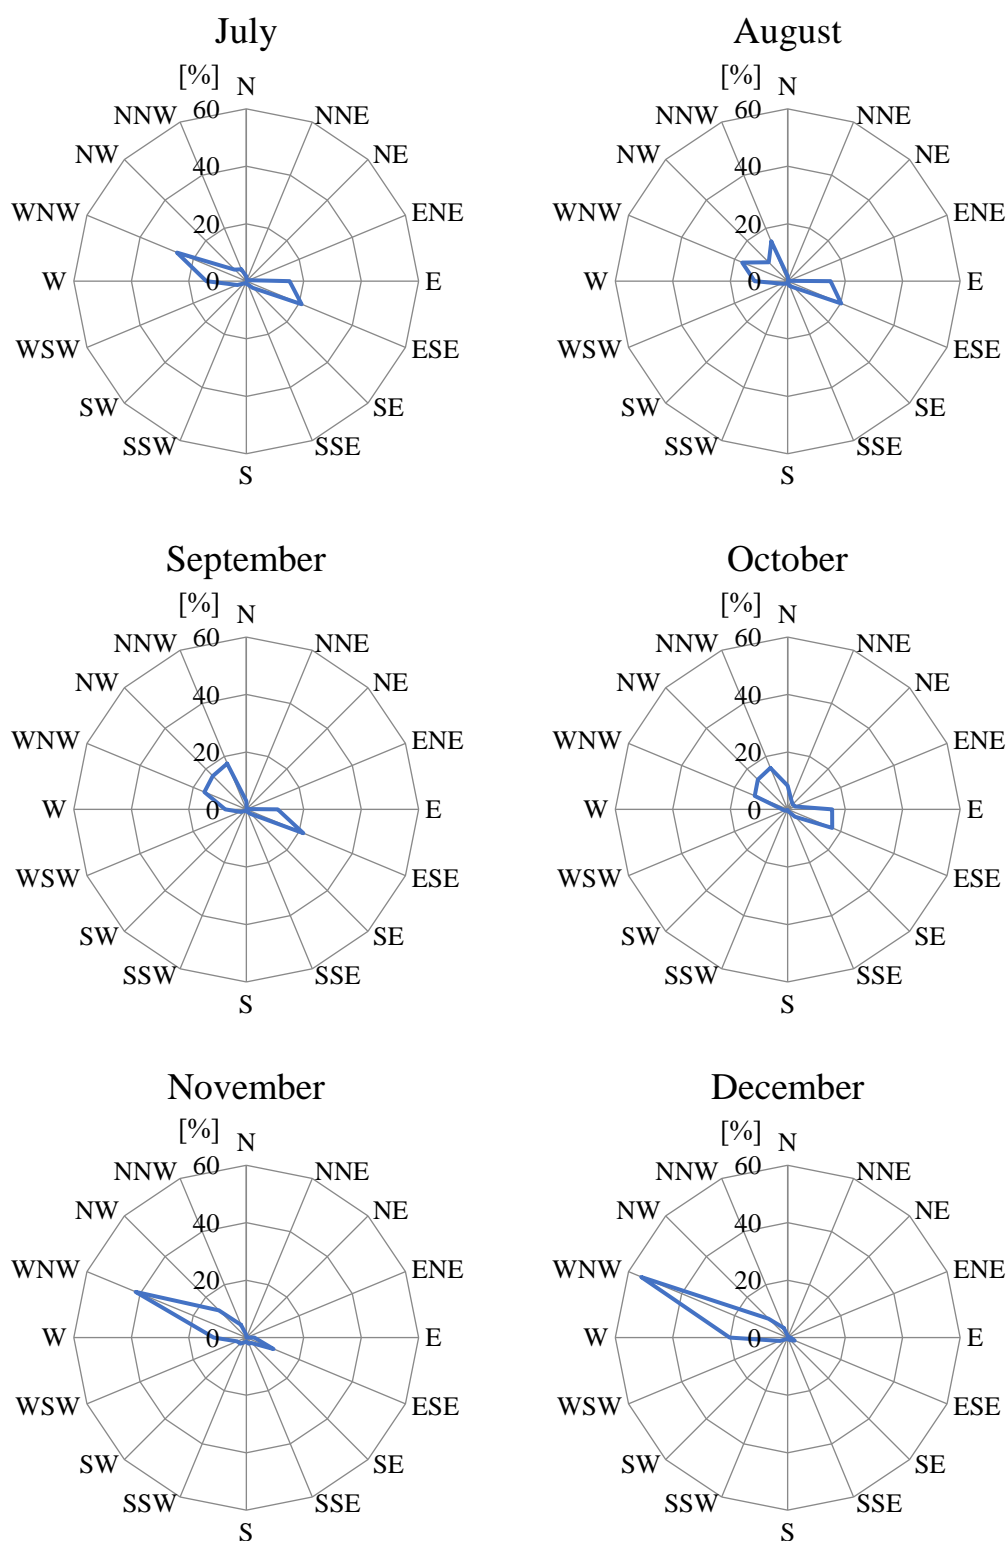 July
[%]
N
60
NNW
NNE
NW
NE
40
WNW
ENE
20
W
0
E
WSW
ESE
SW
SE
SSW
SSE
S
August
[%]
N
60
NNW
NNE
NW
NE
40
WNW
ENE
20
W
0
E
WSW
ESE
SW
SE
SSW
SSE
S
September
[%]
N
60
NNW
NNE
NW
NE
40
WNW
ENE
20
W
0
E
WSW
ESE
SW
SE
SSW
SSE
S
October
[%]
N
60
NNW
NNE
NW
NE
40
WNW
ENE
20
W
0
E
WSW
ESE
SW
SE
SSW
SSE
S
November
[%]
N
60
NNW
NNE
NW
NE
40
WNW
ENE
20
W
0
E
WSW
ESE
SW
SE
SSW
SSE
S
December
[%]
N
60
NNW
NNE
NW
NE
40
WNW
ENE
20
W
0
E
WSW
ESE
SW
SE
SSW
SSE
S